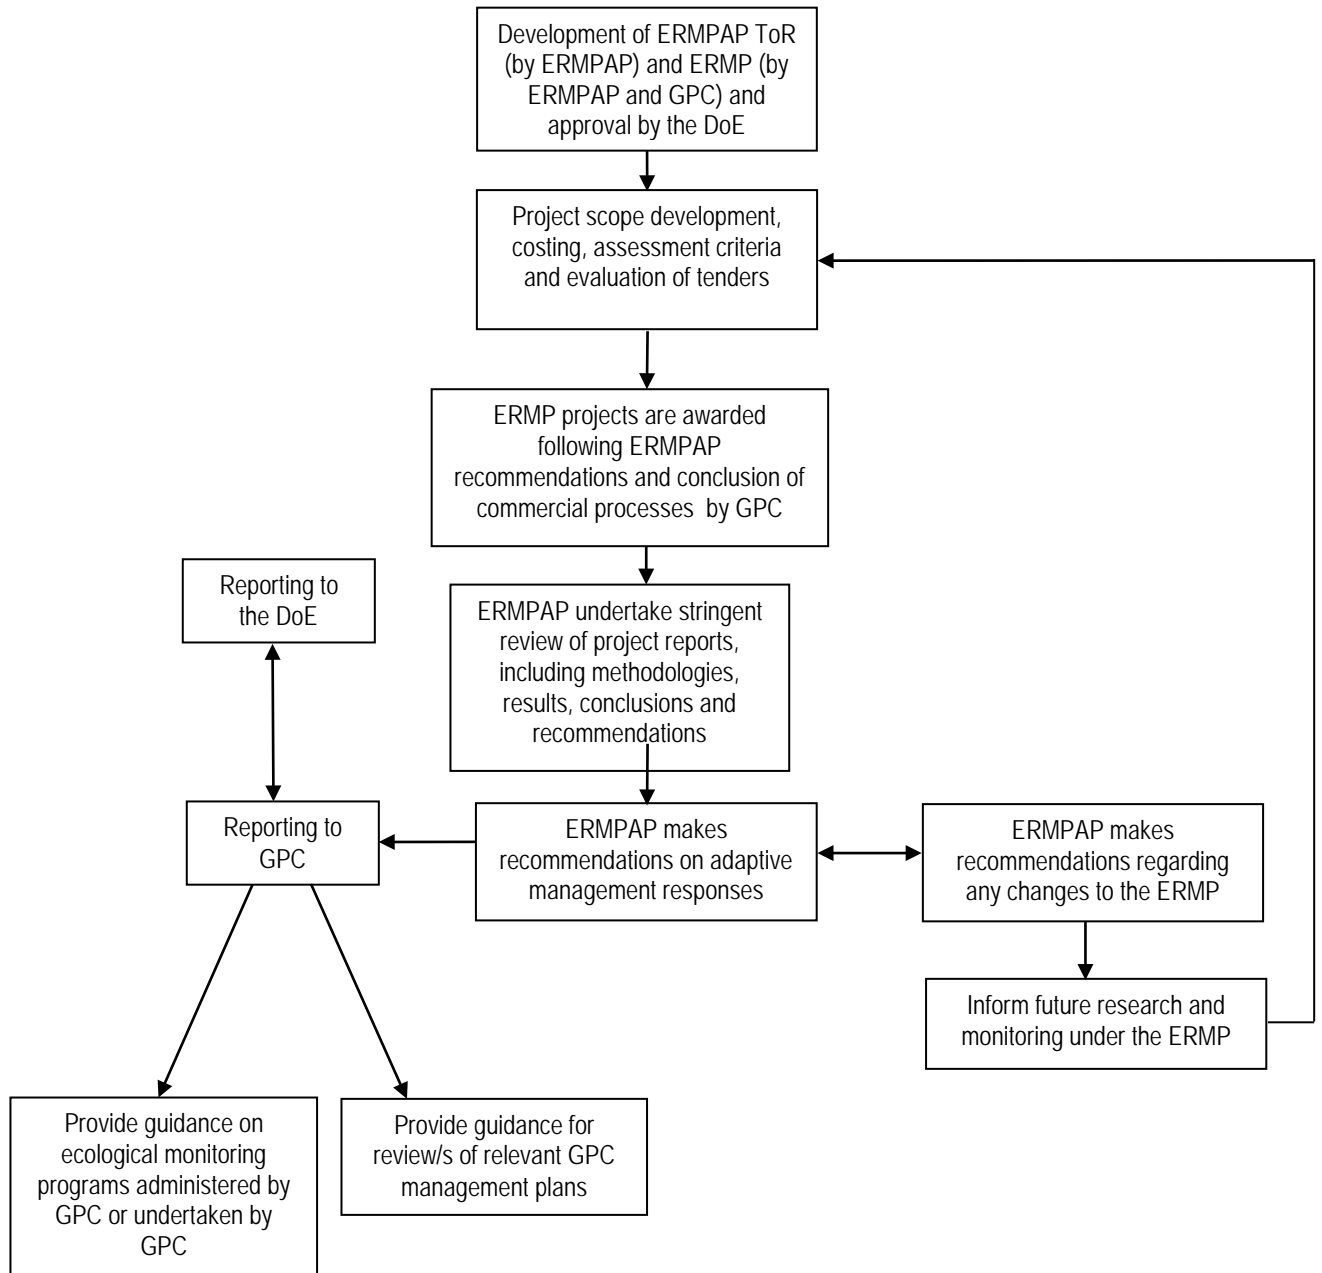 Development of ERMPAP ToR
(by ERMPAP) and ERMP (by
ERMPAP and GPC) and
approval by the DoE
Project scope development,
costing, assessment criteria
and evaluation of tenders
ERMP projects are awarded
following ERMPAP
recommendations and conclusion of
commercial processes by GPC
Reporting to
the DoE
ERMPAP undertake stringent
review of project reports,
including methodologies,
results, conclusions and
recommendations
Reporting to
GPC
ERMPAP makes
recommendations on adaptive
management responses
ERMPAP makes
recommendations regarding
any changes to the ERMP
Inform future research and
monitoring under the ERMP
Provide guidance on
ecological monitoring
programs administered by
GPC or undertaken by
GPC
Provide guidance for
review/s of relevant GPC
management plans